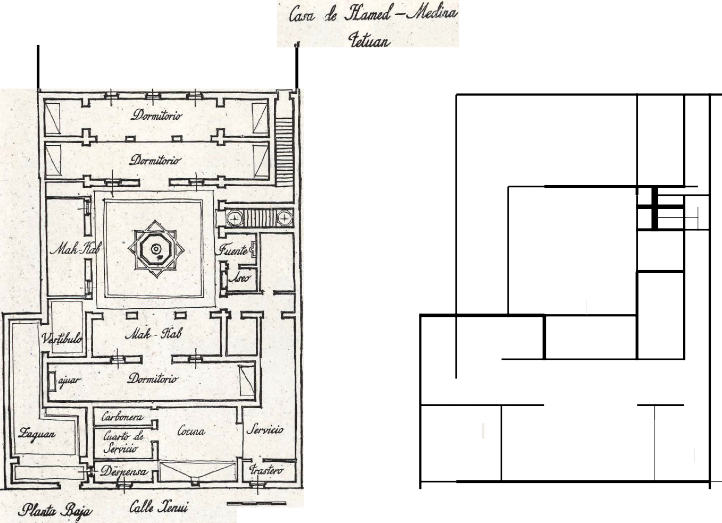 Casa de Hamed - Medina
Tetuan
Dormitorio
Dormitorio
Mak-Kab
Fuente
Aseo
Vestibulo
Mak - Kab
ajuar
Dormitorio
Carbonera
Zaguan
Cuarto de
Servicio
Cocina
Servicio
Despensa
trastero
Planta Baja
Calle Xenui